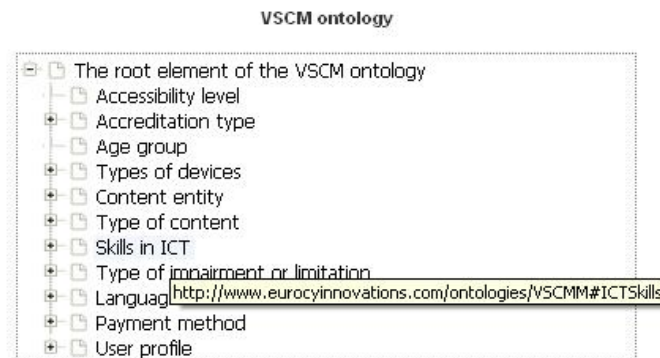 VSCM ontology
The root element of the VSCM ontology
Accessibility level
Accreditation type
Age group
Types of devices
Content entity
Type of content
Skills in ICT
Type of impairment or limitation
Languag
http://www.eurocyinnovations.com/ontologies/VSCMM#ICTSkills
Payment method
User profile